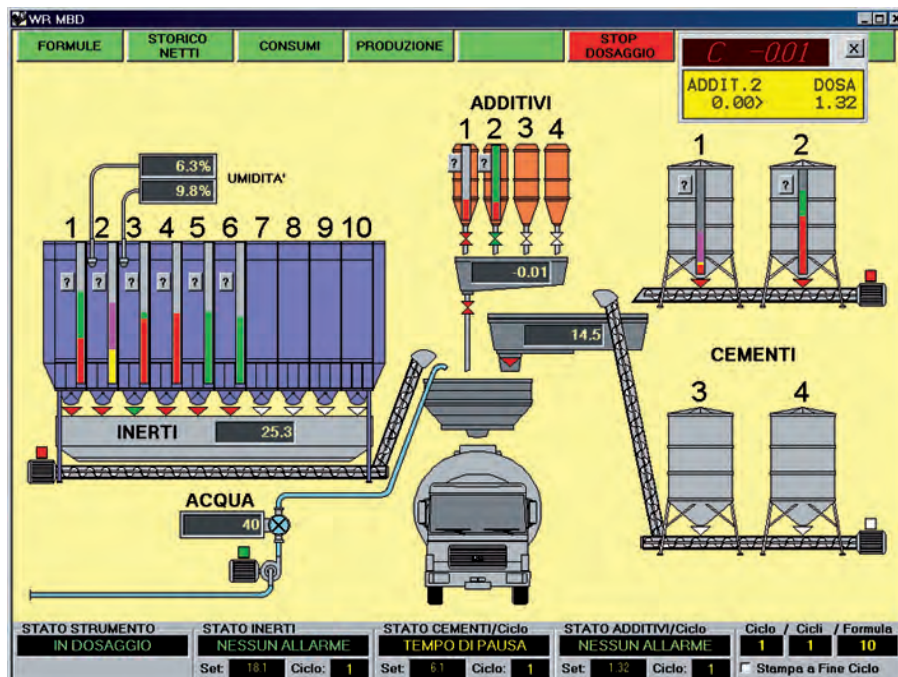 WR MBD
FORMULE
STORICO NETTI
CONSUMI
PRODUZIONE
STOP DOSAGGIO
C -0.01
X
ADDIT.2 DOSA
0.00> 1.32
ADDITIVI
1 2 3 4
? ?
1 2
? ?
6.3%
9.8%
UMIDITA'
1 2 3 4 5 6 7 8 9 10
? ? ? ? ? ?
-0.01
14.5
CEMENTI
3 4
INERTI 25.3
ACQUA
40
STATO STRUMENTO
IN DOSAGGIO
STATO INERTI
NESSUN ALLARME
Set: 18.1 Ciclo: 1
STATO CEMENTI/Ciclo
TEMPO DI PAUSA
Set: 6.1 Ciclo: 1
STATO ADDITIVI/Ciclo
NESSUN ALLARME
Set: 1.32 Ciclo: 1
Ciclo / Cicli / Formula
1 1 10
Stampa a Fine Ciclo